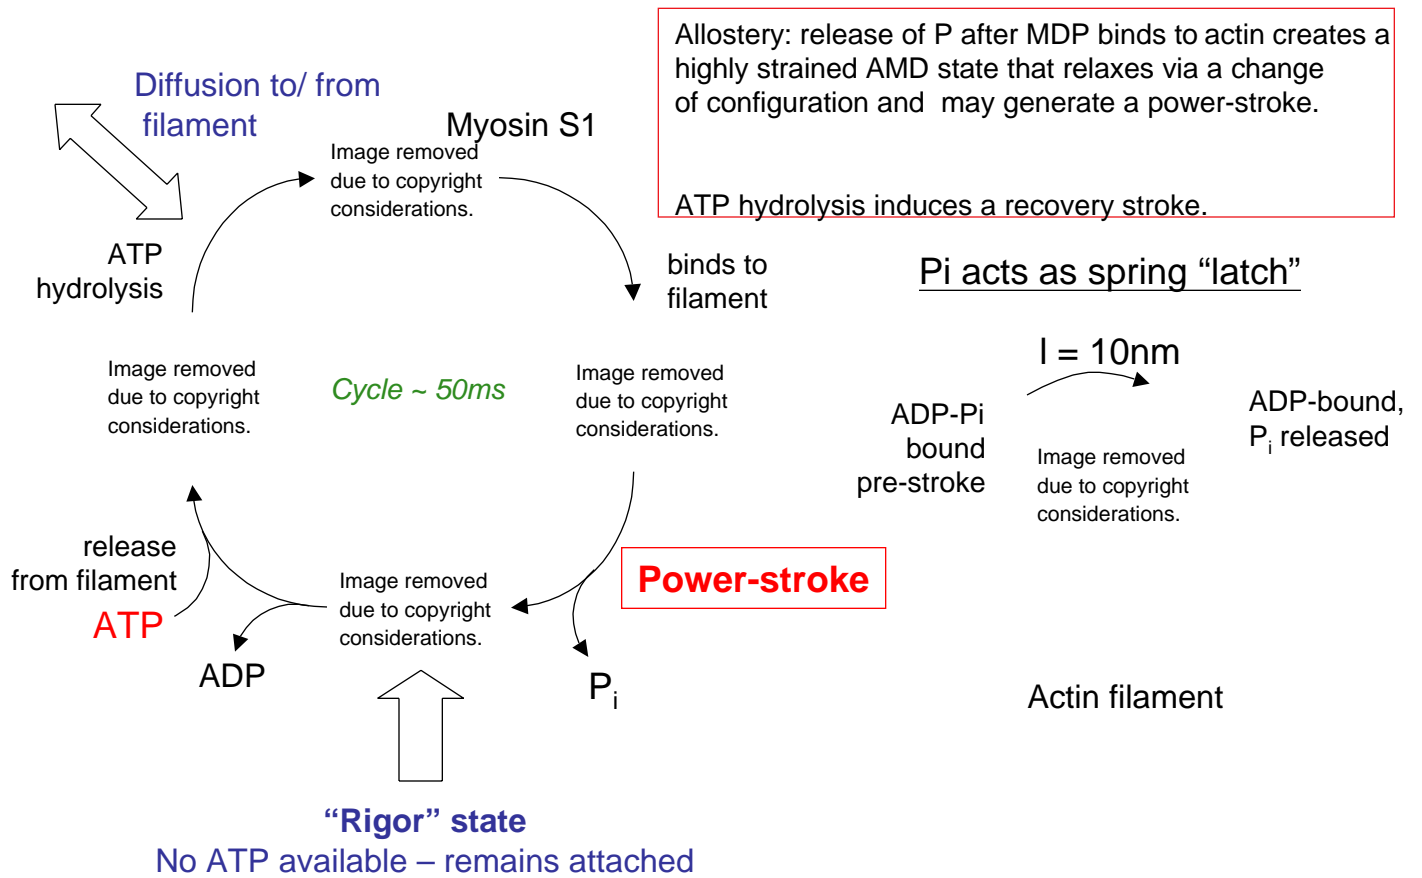 Allostery: release of P after MDP binds to actin creates a
highly strained AMD state that relaxes via a change
of configuration and may generate a power-stroke.
ATP hydrolysis induces a recovery stroke.
Diffusion to/ from
filament
Myosin S1
Image removed
due to copyright
considerations.
ATP
hydrolysis
binds to
filament
Pi acts as spring “latch”
l = 10nm
Image removed
due to copyright
considerations.
Cycle ~ 50ms
Image removed
due to copyright
considerations.
ADP-Pi
bound
pre-stroke
Image removed
due to copyright
considerations.
ADP-bound,
Pi released
release
from filament
ATP
ADP
Image removed
due to copyright
considerations.
Power-stroke
Pi
Actin filament
“Rigor” state
No ATP available – remains attached